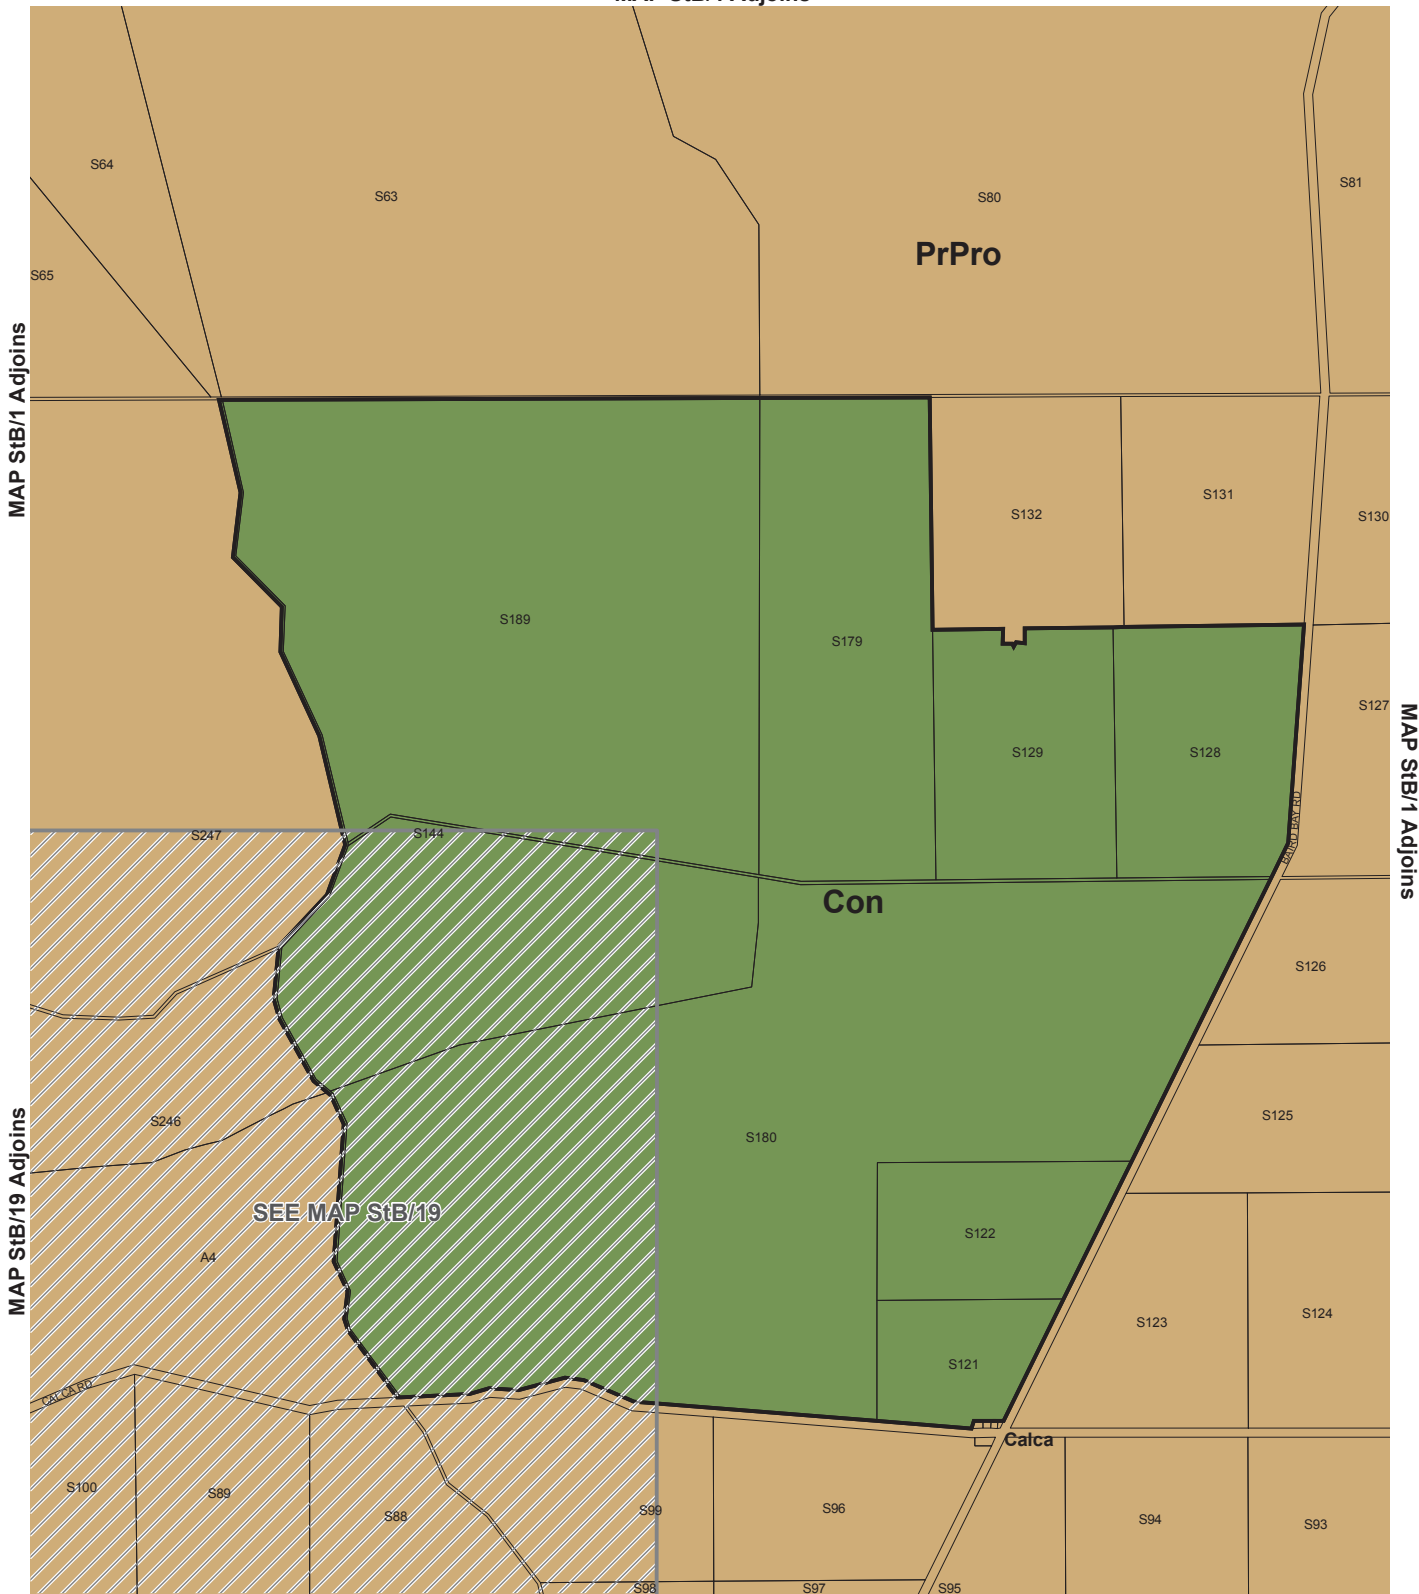 MAP StB/1 Adjoins
S64
S63
S80
S81
PrPro
S65
MAP StB/1 Adjoins
S132
S131
S130
S189
S179
S127
S129
S128
MAP StB/1 Adjoins
BAIRD BAY RD
S247
S144
Con
S126
S246
S125
S180
MAP StB/19 Adjoins
SEE MAP StB/19
S122
A4
S123
S124
S121
CALCA RD
Calca
S100
S89
S88
S99
S96
S94
S93
S98
S97
S95